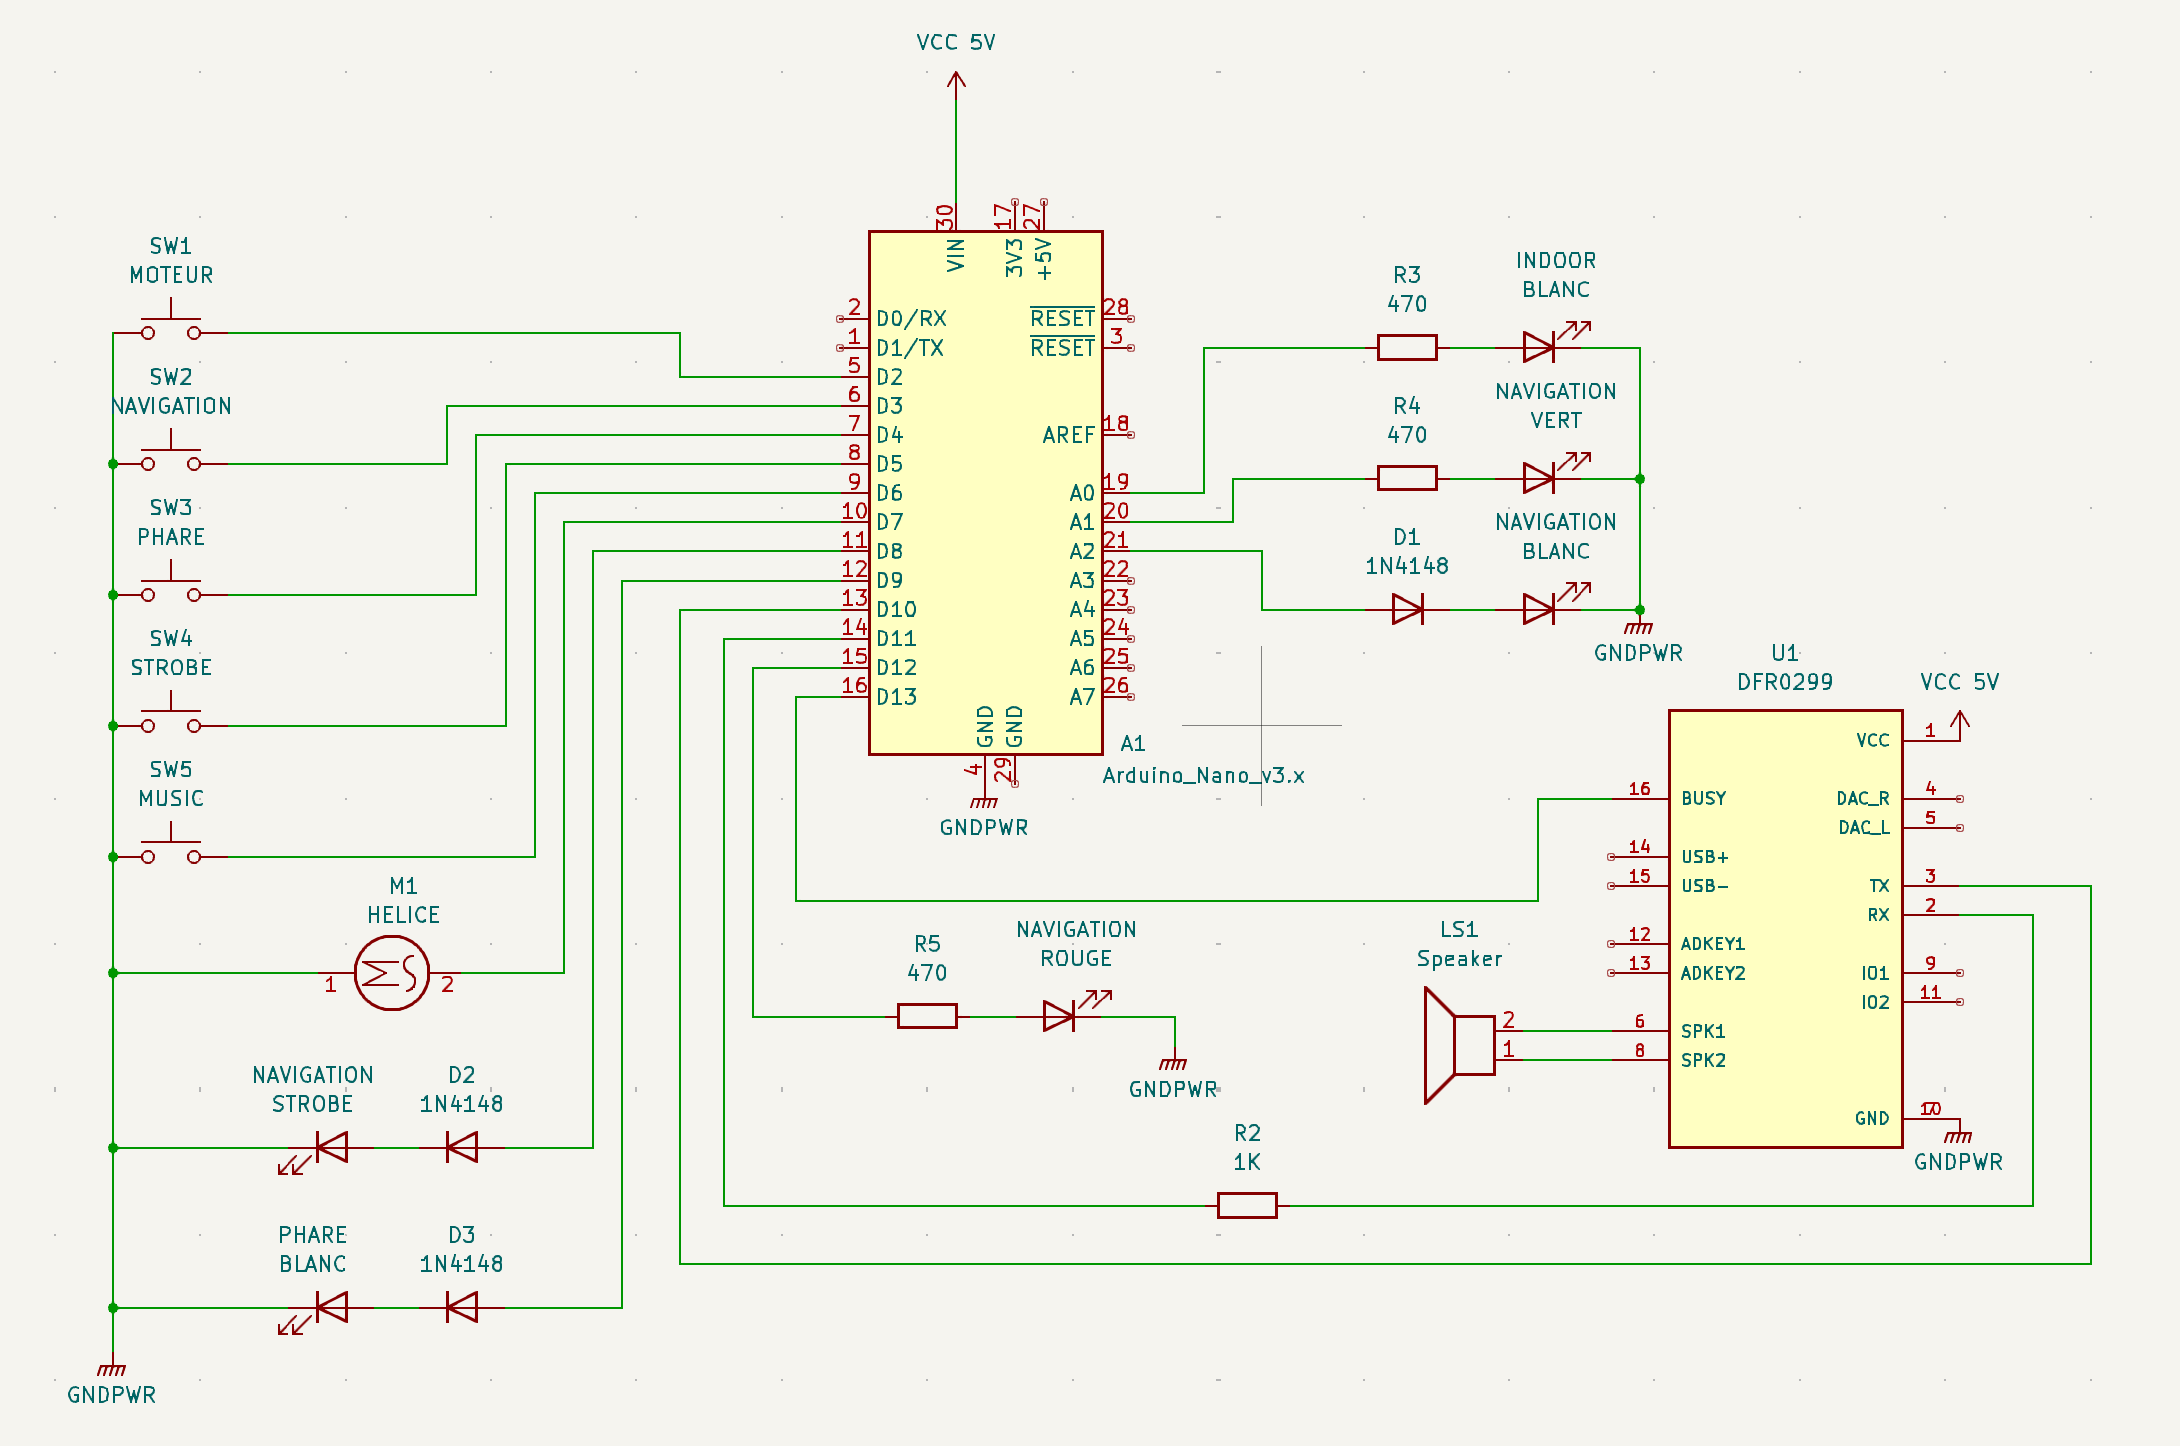 VCC 5V
30
VIN
17
3V3
27
+5V
SW1
MOTEUR
SW2
NAVIGATION
SW3
PHARE
SW4
STROBE
SW5
MUSIC
2 D0/RX
1 D1/TX
5 D2
6 D3
7 D4
8 D5
9 D6
10 D7
11 D8
12 D9
13 D10
14 D11
15 D12
16 D13
RESET 28
RESET 3
AREF 18
A0 19
A1 20
A2 21
A3 22
A4 23
A5 24
A6 25
A7 26
GND
4
GND
29
GNDPWR
A1
Arduino_Nano_v3.x
R3
470
INDOOR
BLANC
R4
470
NAVIGATION
VERT
D1
1N4148
NAVIGATION
BLANC
GNDPWR
U1
DFR0299
VCC 5V
VCC 1
16 BUSY
DAC_R 4
DAC_L 5
14 USB+
15 USB-
TX 3
RX 2
12 ADKEY1
13 ADKEY2
IO1 9
IO2 11
6 SPK1
8 SPK2
GND 10
GNDPWR
LS1
Speaker
2
1
M1
HELICE
1 2
R5
470
NAVIGATION
ROUGE
GNDPWR
NAVIGATION
STROBE
D2
1N4148
R2
1K
PHARE
BLANC
D3
1N4148
GNDPWR